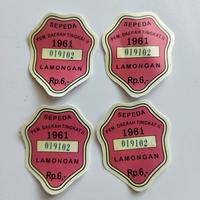 SEPEDA
PEM. DAERAH TINGKAT II
1961
019102
LAMONGAN
Rp.6,-
SEPEDA
PEM. DAERAH TINGKAT II
1961
019102
LAMONGAN
Rp.6,-
SEPEDA
PEM. DAERAH TINGKAT II
1961
019102
LAMONGAN
Rp.6,-
SEPEDA
PEM. DAERAH TINGKAT II
1961
019102
LAMONGAN
Rp.6,-